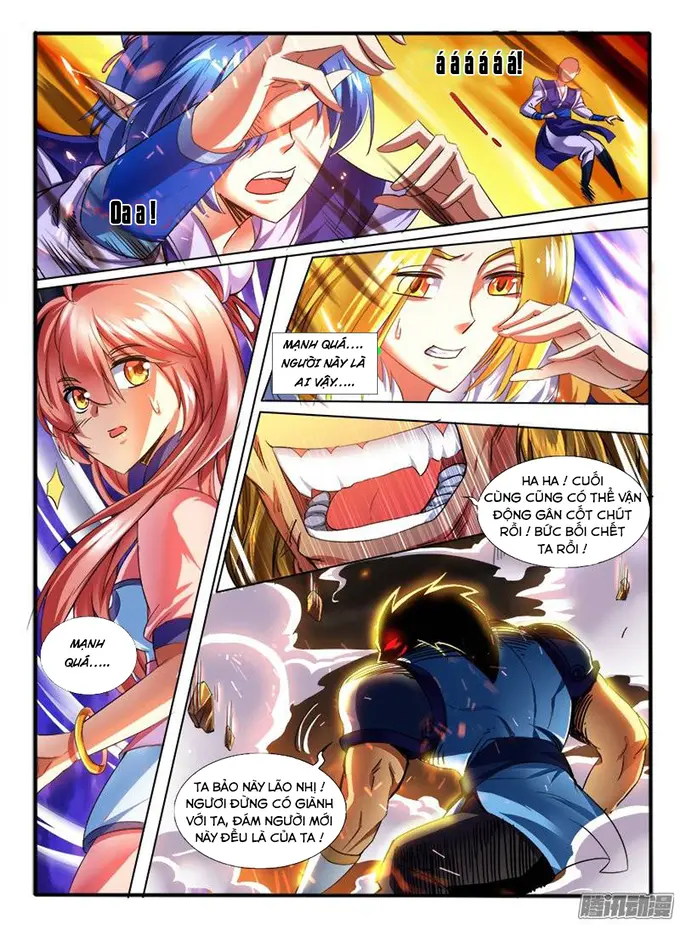 á á á á á á!
Oa a !
MẠNH QUÁ....
NGƯỜI NÀY LÀ
AI VẬY.....
HA HA ! CUỐI
CÙNG CŨNG CÓ THỂ VẬN
ĐỘNG GÂN CỐT CHÚT
RỒI ! BỨC BỐI CHẾT
TA RỒI !
MẠNH
QUÁ.....
TA BẢO NÀY LÃO NHỊ !
NGƯƠI ĐỪNG CÓ GIÀNH
VỚI TA, ĐÁM NGƯỜI MỚI
NÀY ĐỀU LÀ CỦA TA !
腾讯动漫